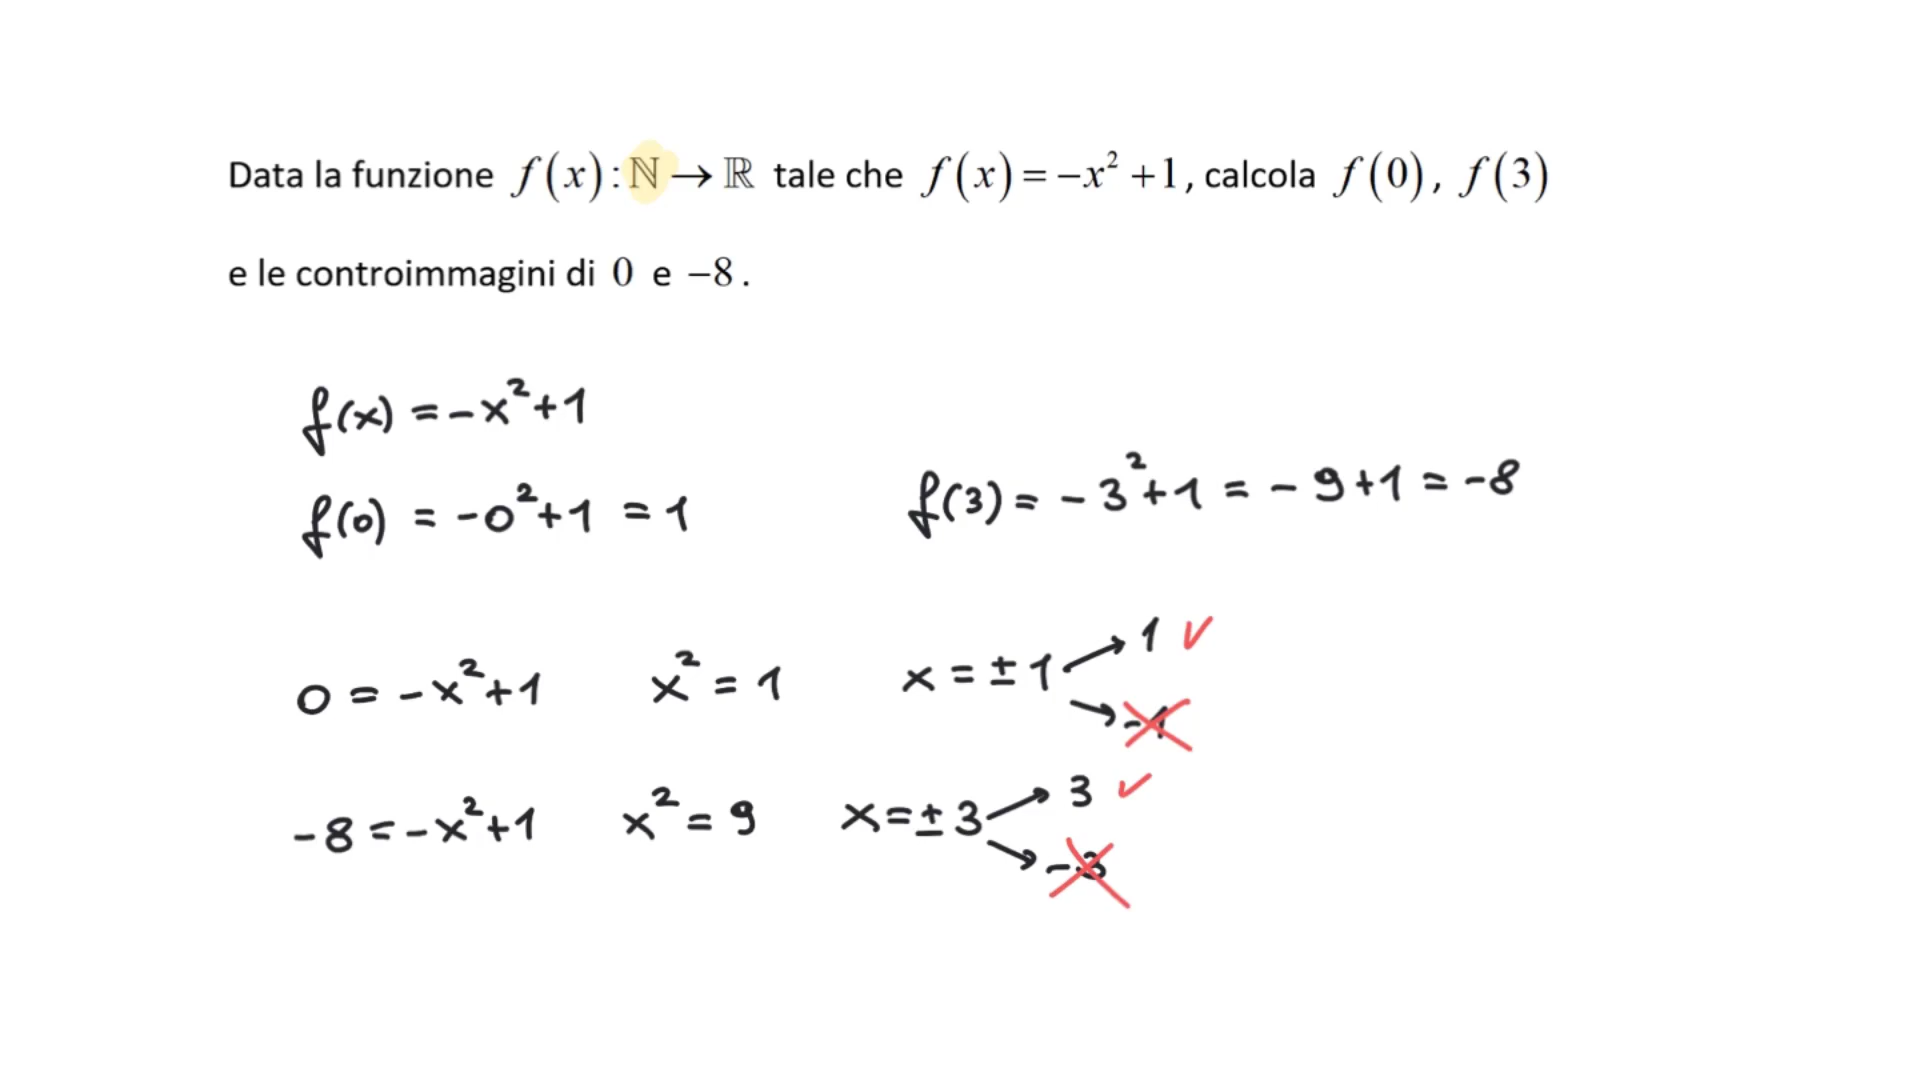 Data la funzione f(x): ℕ → ℝ tale che f(x) = −x² + 1, calcola f(0), f(3)
e le controimmagini di 0 e −8.
f(x) = -x² + 1
f(0) = -0² + 1 = 1
f(3) = -3² + 1 = -9 + 1 = -8
0 = -x² + 1 x² = 1 x = ±1 → 1 ✓
→ -1
-8 = -x² + 1 x² = 9 x = ±3 → 3 ✓
→ -3